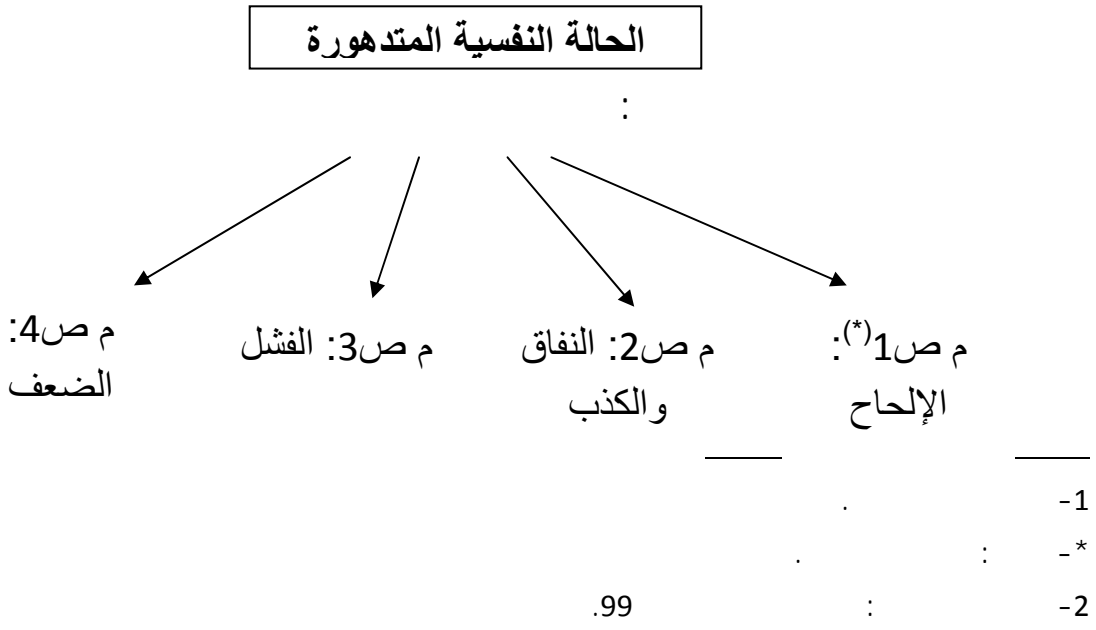 الحالة النفسية المتدهورة
:
م ص1(*): الإلحاح
م ص2: النفاق والكذب
م ص3: الفشل
م ص4: الضعف
1- .
*- : .
2- : 99.